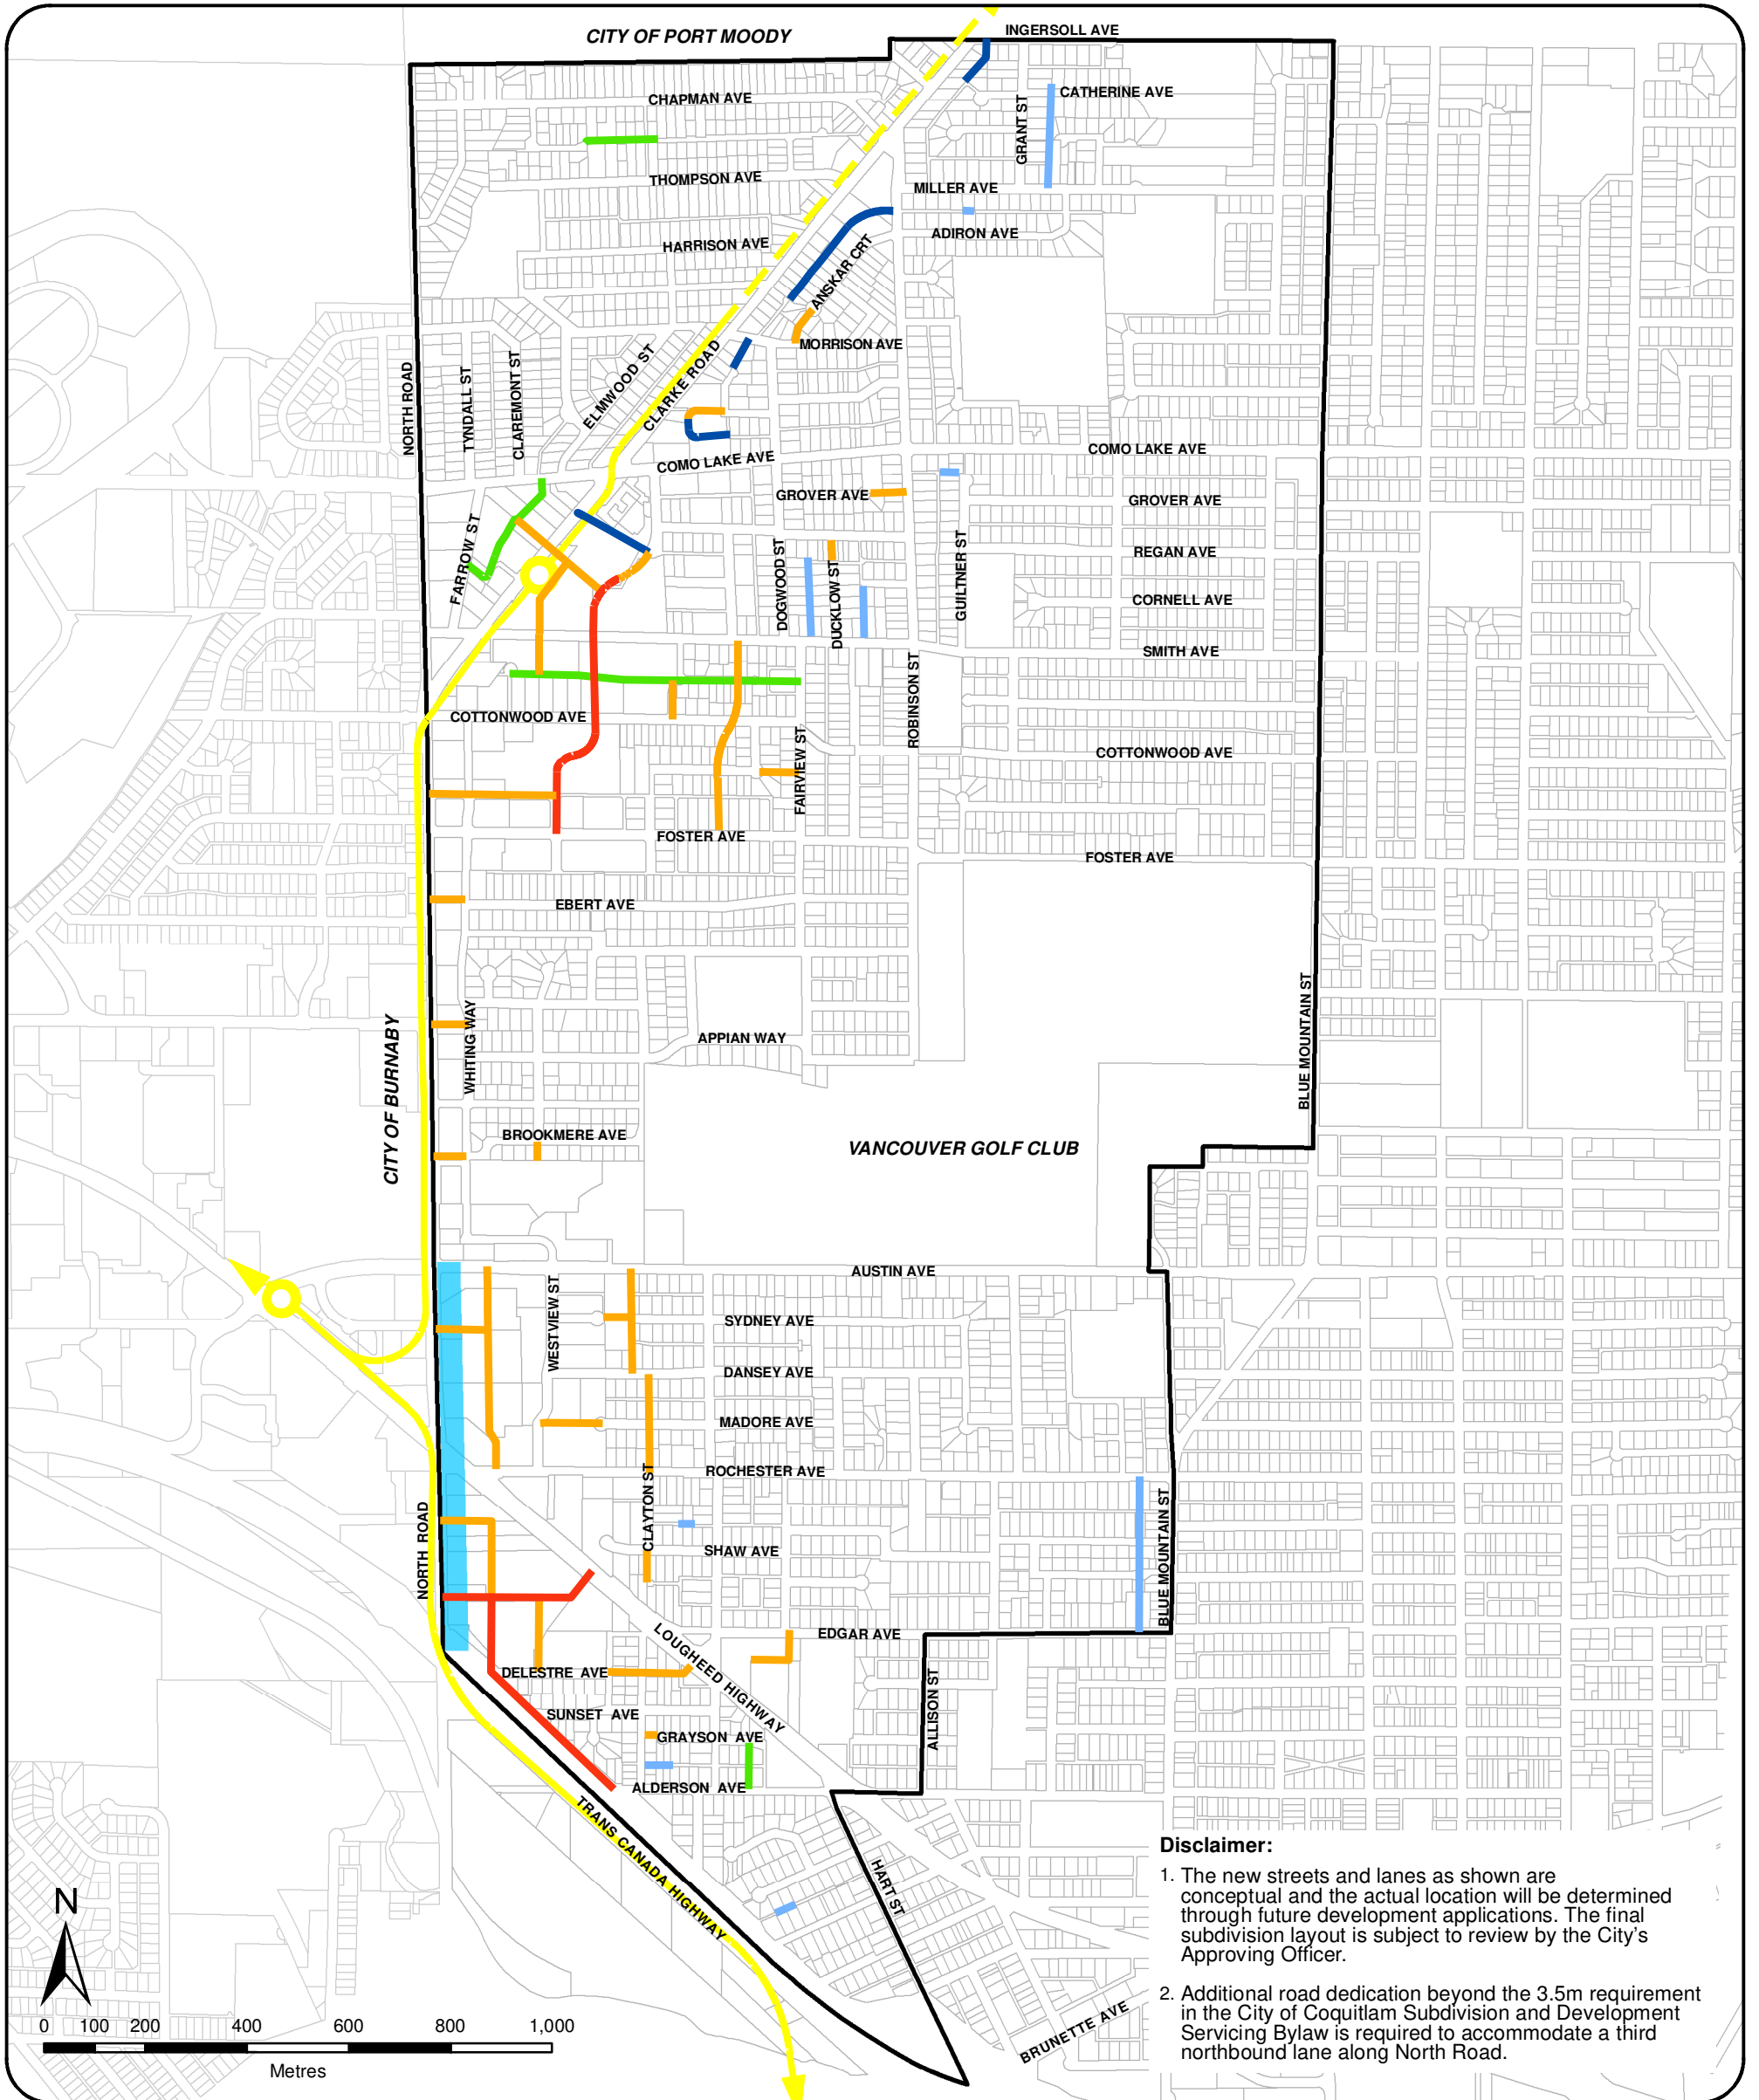 CITY OF PORT MOODY
INGERSOLL AVE
CHAPMAN AVE
CATHERINE AVE
GRANT ST
THOMPSON AVE
MILLER AVE
HARRISON AVE
ADIRON AVE
ANSKAR CRT
MORRISON AVE
NORTH ROAD
TYNDALL ST
CLAREMONT ST
ELMWOOD ST
CLARKE ROAD
COMO LAKE AVE
COMO LAKE AVE
GROVER AVE
GROVER AVE
FARROW ST
DOGWOOD ST
DUCKLOW ST
GUILTNER ST
REGAN AVE
CORNELL AVE
SMITH AVE
ROBINSON ST
COTTONWOOD AVE
COTTONWOOD AVE
FAIRVIEW ST
FOSTER AVE
FOSTER AVE
EBERT AVE
CITY OF BURNABY
WHITING WAY
APPIAN WAY
BLUE MOUNTAIN ST
BROOKMERE AVE
VANCOUVER GOLF CLUB
AUSTIN AVE
WESTVIEW ST
SYDNEY AVE
DANSEY AVE
MADORE AVE
ROCHESTER AVE
CLAYTON ST
NORTH ROAD
SHAW AVE
BLUE MOUNTAIN ST
EDGAR AVE
LOUGHEED HIGHWAY
DELESTRE AVE
ALLISON ST
SUNSET AVE
GRAYSON AVE
ALDERSON AVE
TRANS CANADA HIGHWAY
HART ST
BRUNETTE AVE
Disclaimer:
1. The new streets and lanes as shown are
conceptual and the actual location will be determined
through future development applications. The final
subdivision layout is subject to review by the City's
Approving Officer.
2. Additional road dedication beyond the 3.5m requirement
in the City of Coquitlam Subdivision and Development
Servicing Bylaw is required to accommodate a third
northbound lane along North Road.
N
0 100 200 400 600 800 1,000
Metres